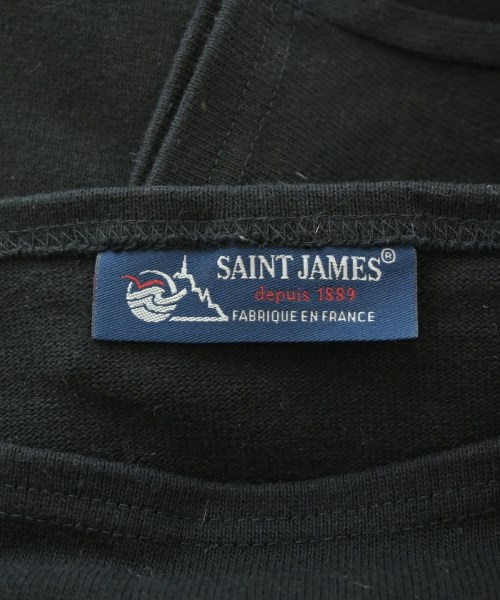 SAINT JAMES®
depuis 1889
FABRIQUE EN FRANCE